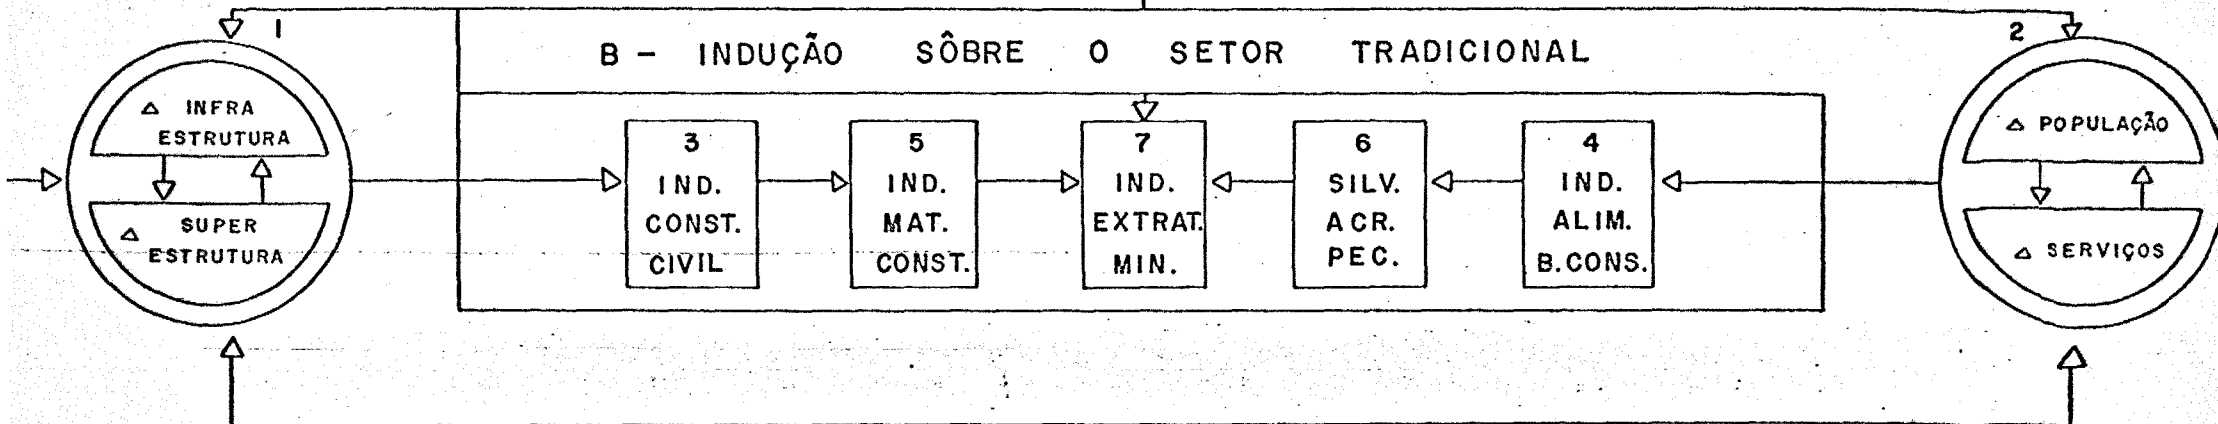 1
2
B - INDUÇÃO SÔBRE O SETOR TRADICIONAL
△ INFRA
ESTRUTURA
△ SUPER
ESTRUTURA
3
IND.
CONST.
CIVIL
5
IND.
MAT.
CONST.
7
IND.
EXTRAT.
MIN.
6
SILV.
ACR.
PEC.
4
IND.
ALIM.
B.CONS.
△ POPULAÇÃO
△ SERVIÇOS